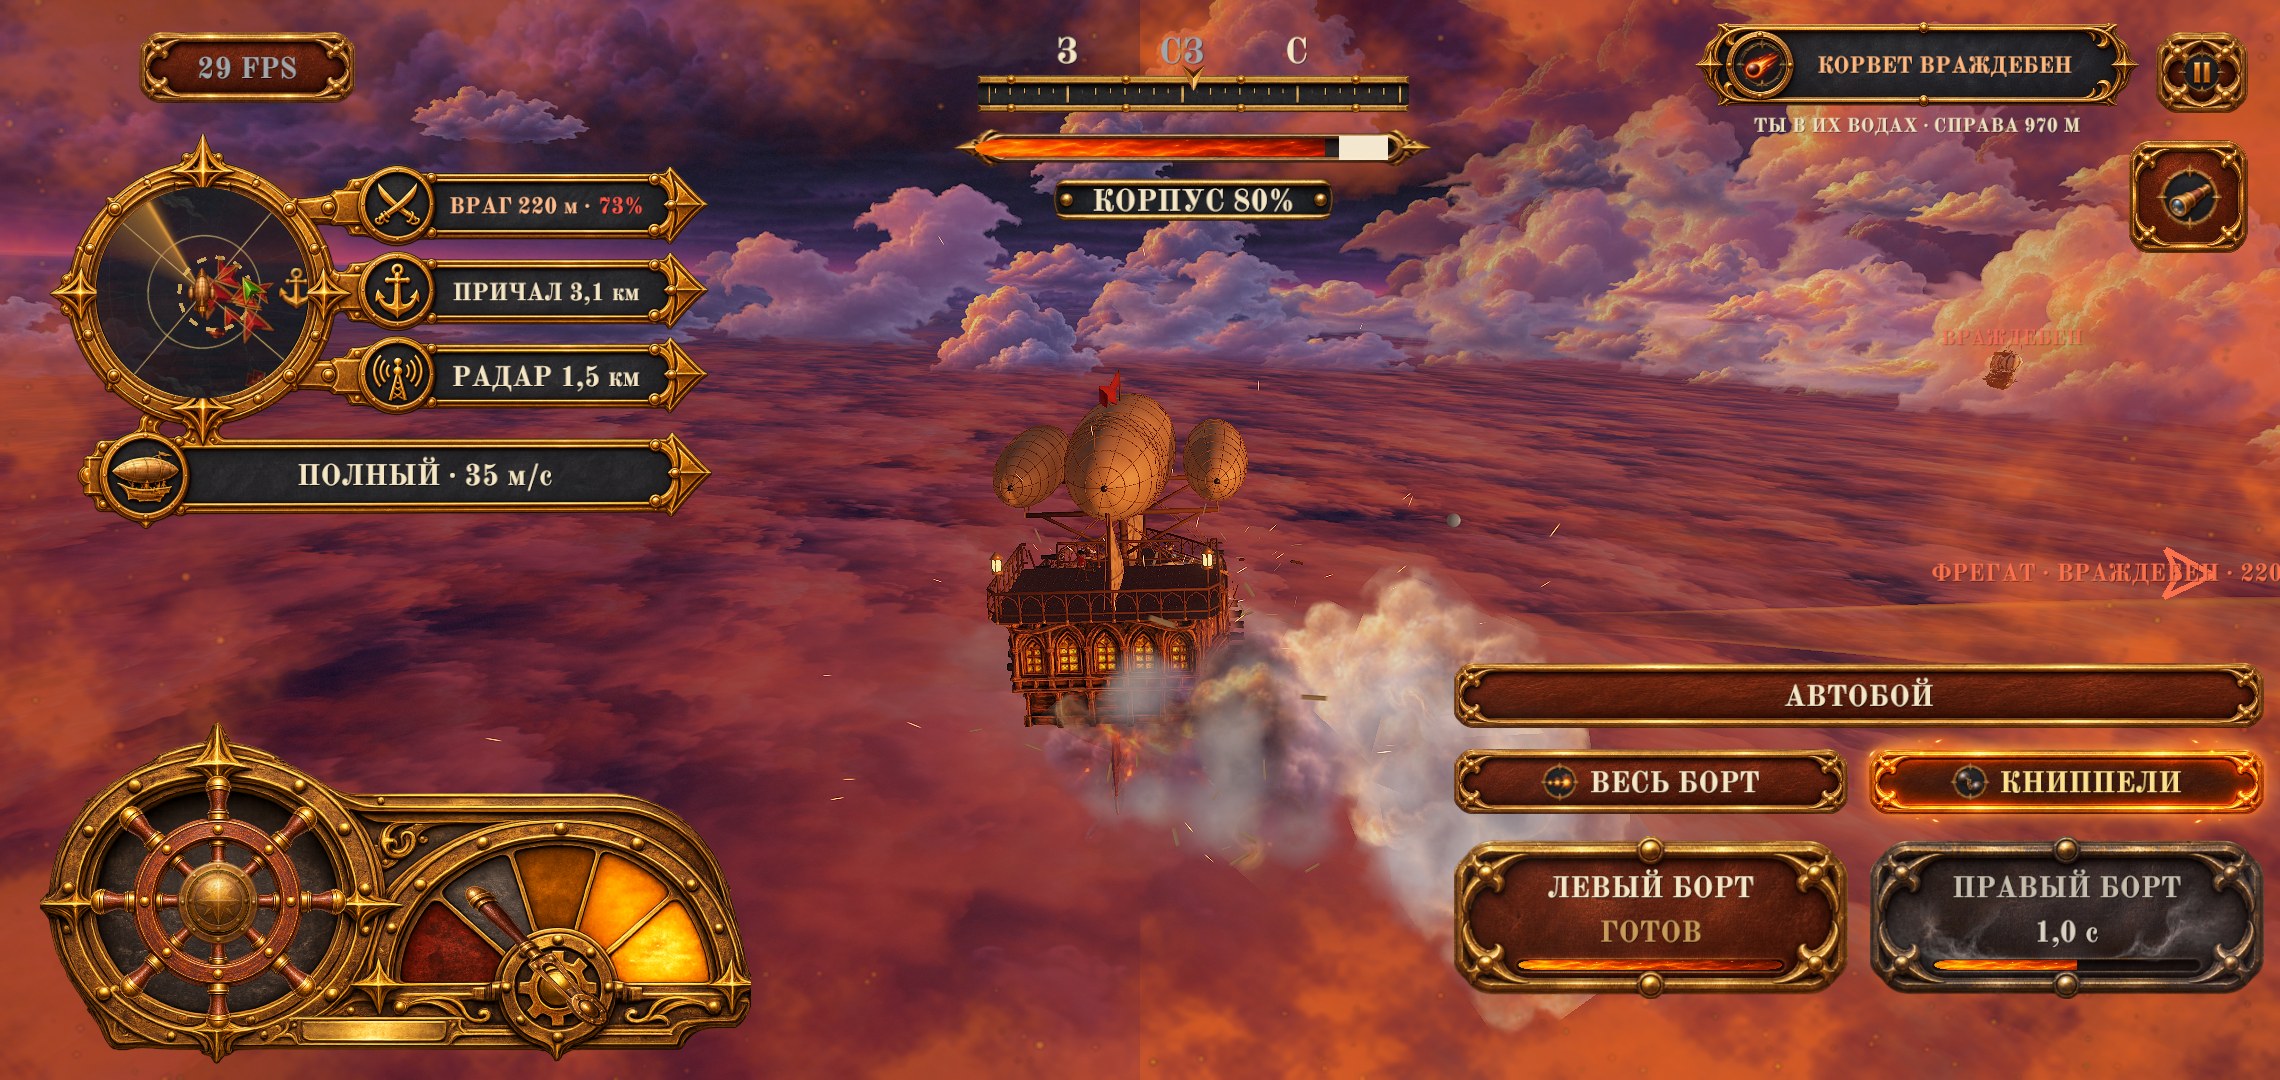 29 FPS
З СЗ С
КОРВЕТ ВРАЖДЕБЕН
ТЫ В ИХ ВОДАХ · СПРАВА 970 М
ВРАГ 220 м · 73%
КОРПУС 80%
ПРИЧАЛ 3,1 км
ВРАЖДЕБЕН
РАДАР 1,5 км
ПОЛНЫЙ · 35 м/с
ФРЕГАТ · ВРАЖДЕБЕН · 220
АВТОБОЙ
ВЕСЬ БОРТ
КНИППЕЛИ
ЛЕВЫЙ БОРТ
ГОТОВ
ПРАВЫЙ БОРТ
1,0 с